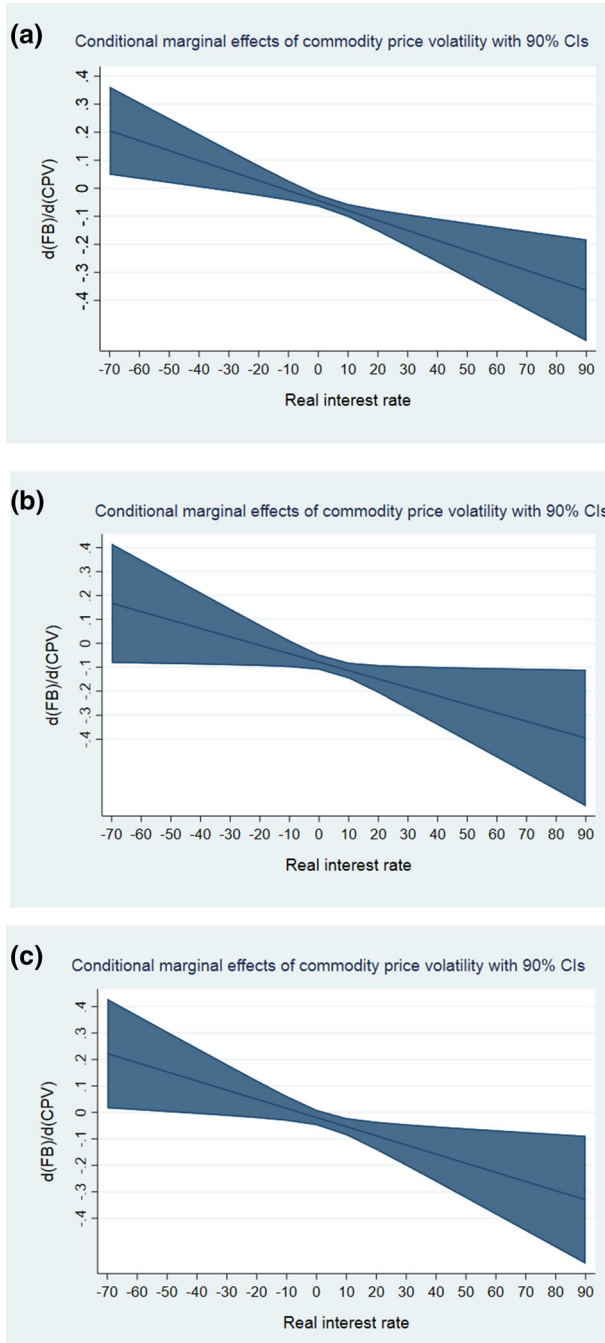 (a)
Conditional marginal effects of commodity price volatility with 90% CIs
.4
.3
.2
.1
0
-.1
-.2
-.3
-.4
d(FB)/d(CPV)
-70 -60 -50 -40 -30 -20 -10 0 10 20 30 40 50 60 70 80 90
Real interest rate
(b)
Conditional marginal effects of commodity price volatility with 90% CIs
.4
.3
.2
.1
0
-.1
-.2
-.3
-.4
d(FB)/d(CPV)
-70 -60 -50 -40 -30 -20 -10 0 10 20 30 40 50 60 70 80 90
Real interest rate
(c)
Conditional marginal effects of commodity price volatility with 90% CIs
.4
.3
.2
.1
0
-.1
-.2
-.3
-.4
d(FB)/d(CPV)
-70 -60 -50 -40 -30 -20 -10 0 10 20 30 40 50 60 70 80 90
Real interest rate